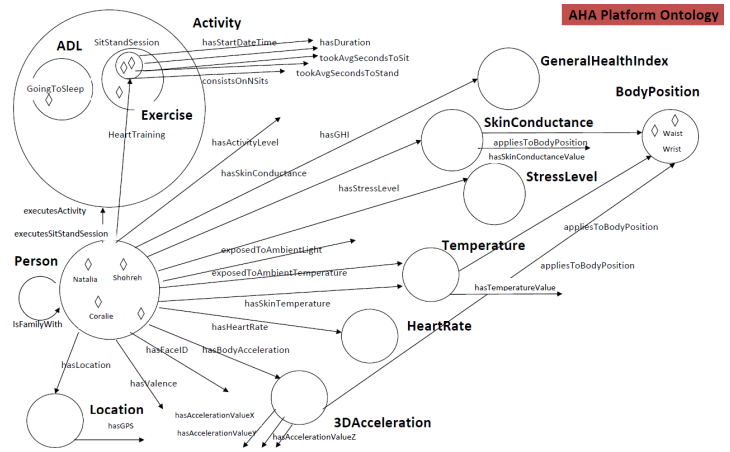 AHA Platform Ontology
Activity
ADL
SitStandSession
hasStartDateTime
hasDuration
tookAvgSecondsToSit
tookAvgSecondsToStand
consistsOnNSits
GoingToSleep
Exercise
HeartTraining
GeneralHealthIndex
BodyPosition
SkinConductance
Waist
Wrist
hasActivityLevel
hasGHI
appliesToBodyPosition
hasSkinConductanceValue
hasSkinConductance
StressLevel
hasStressLevel
executesActivity
executesSitStandSession
appliesToBodyPosition
Person
exposedToAmbientLight
Temperature
Natalia
Shohreh
exposedToAmbientTemperature
appliesToBodyPosition
hasTemperatureValue
hasSkinTemperature
Coralie
IsFamilyWith
hasHeartRate
HeartRate
hasLocation
hasFaceID
hasBodyAcceleration
hasValence
Location
hasGPS
hasAccelerationValueX
3DAcceleration
hasAccelerationValueY
hasAccelerationValueZ